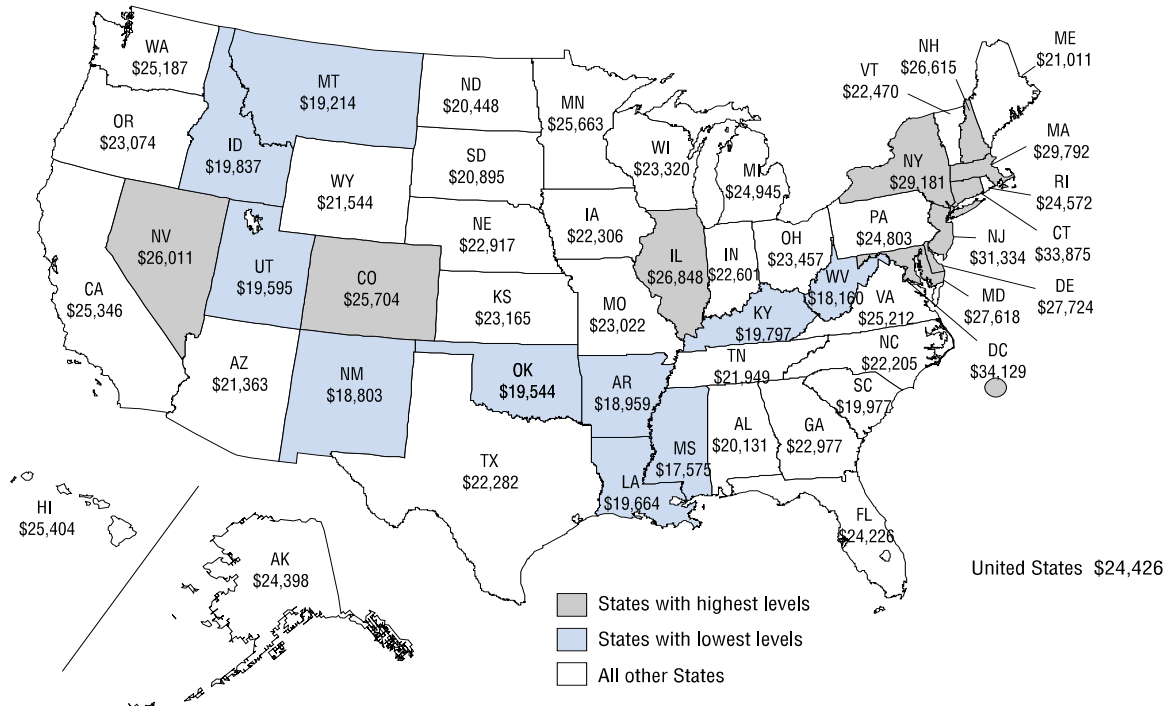 WA
$25,187
OR
$23,074
CA
$25,346
NV
$26,011
ID
$19,837
MT
$19,214
WY
$21,544
UT
$19,595
CO
$25,704
AZ
$21,363
NM
$18,803
ND
$20,448
SD
$20,895
NE
$22,917
KS
$23,165
OK
$19,544
TX
$22,282
MN
$25,663
IA
$22,306
MO
$23,022
AR
$18,959
LA
$19,664
WI
$23,320
IL
$26,848
MI
$24,945
IN
$22,601
OH
$23,457
KY
$19,797
TN
$21,949
MS
$17,575
AL
$20,131
GA
$22,977
FL
$24,226
SC
$19,977
NC
$22,205
VA
$25,212
WV
$18,160
PA
$24,803
NY
$29,181
VT
$22,470
NH
$26,615
ME
$21,011
MA
$29,792
RI
$24,572
CT
$33,875
NJ
$31,334
DE
$27,724
MD
$27,618
DC
$34,129
HI
$25,404
AK
$24,398
United States $24,426
States with highest levels
States with lowest levels
All other States